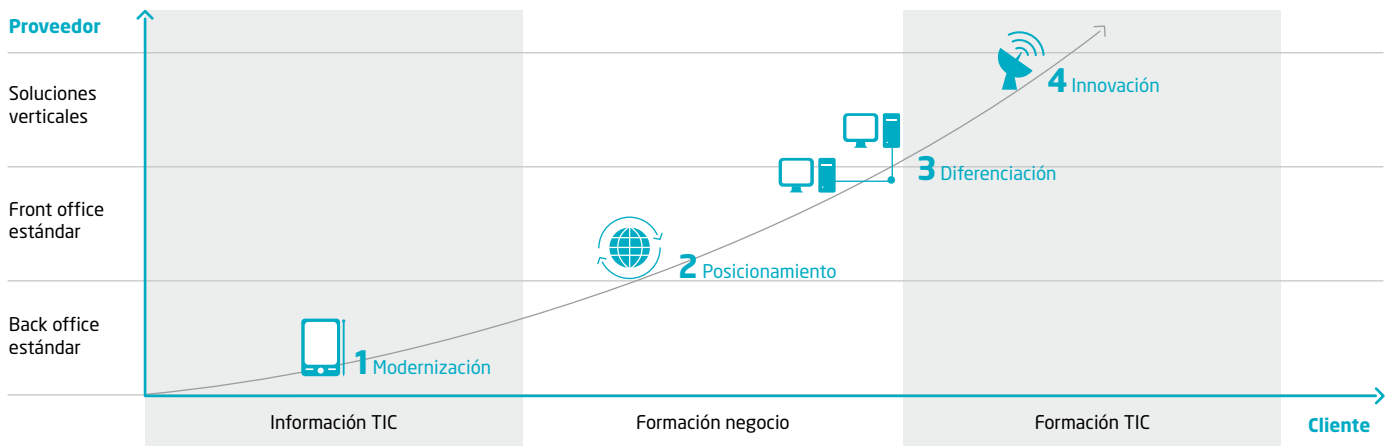 Proveedor
Soluciones
verticales
4 Innovación
3 Diferenciación
Front office
estándar
2 Posicionamiento
Back office
estándar
1 Modernización
Información TIC
Formación negocio
Formación TIC
Cliente